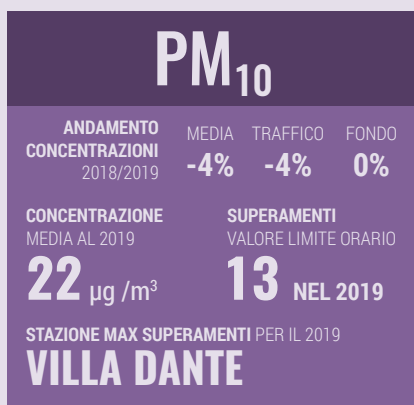 PM10
ANDAMENTO CONCENTRAZIONI 2018/2019
MEDIA TRAFFICO FONDO
-4% -4% 0%
CONCENTRAZIONE
MEDIA AL 2019
22 µg /m³
SUPERAMENTI
VALORE LIMITE ORARIO
13 NEL 2019
STAZIONE MAX SUPERAMENTI PER IL 2019
VILLA DANTE